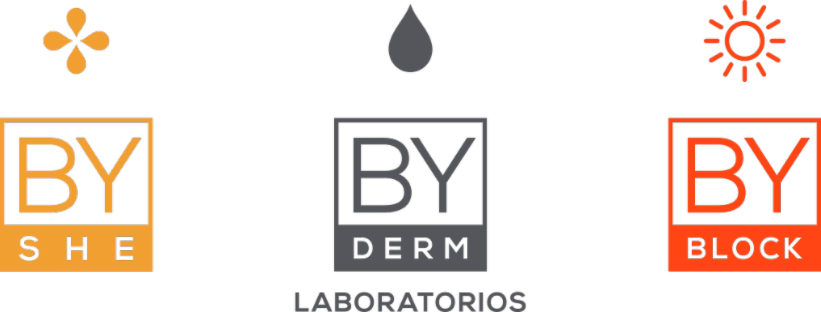 BY
SHE
BY
DERM
LABORATORIOS
BY
BLOCK